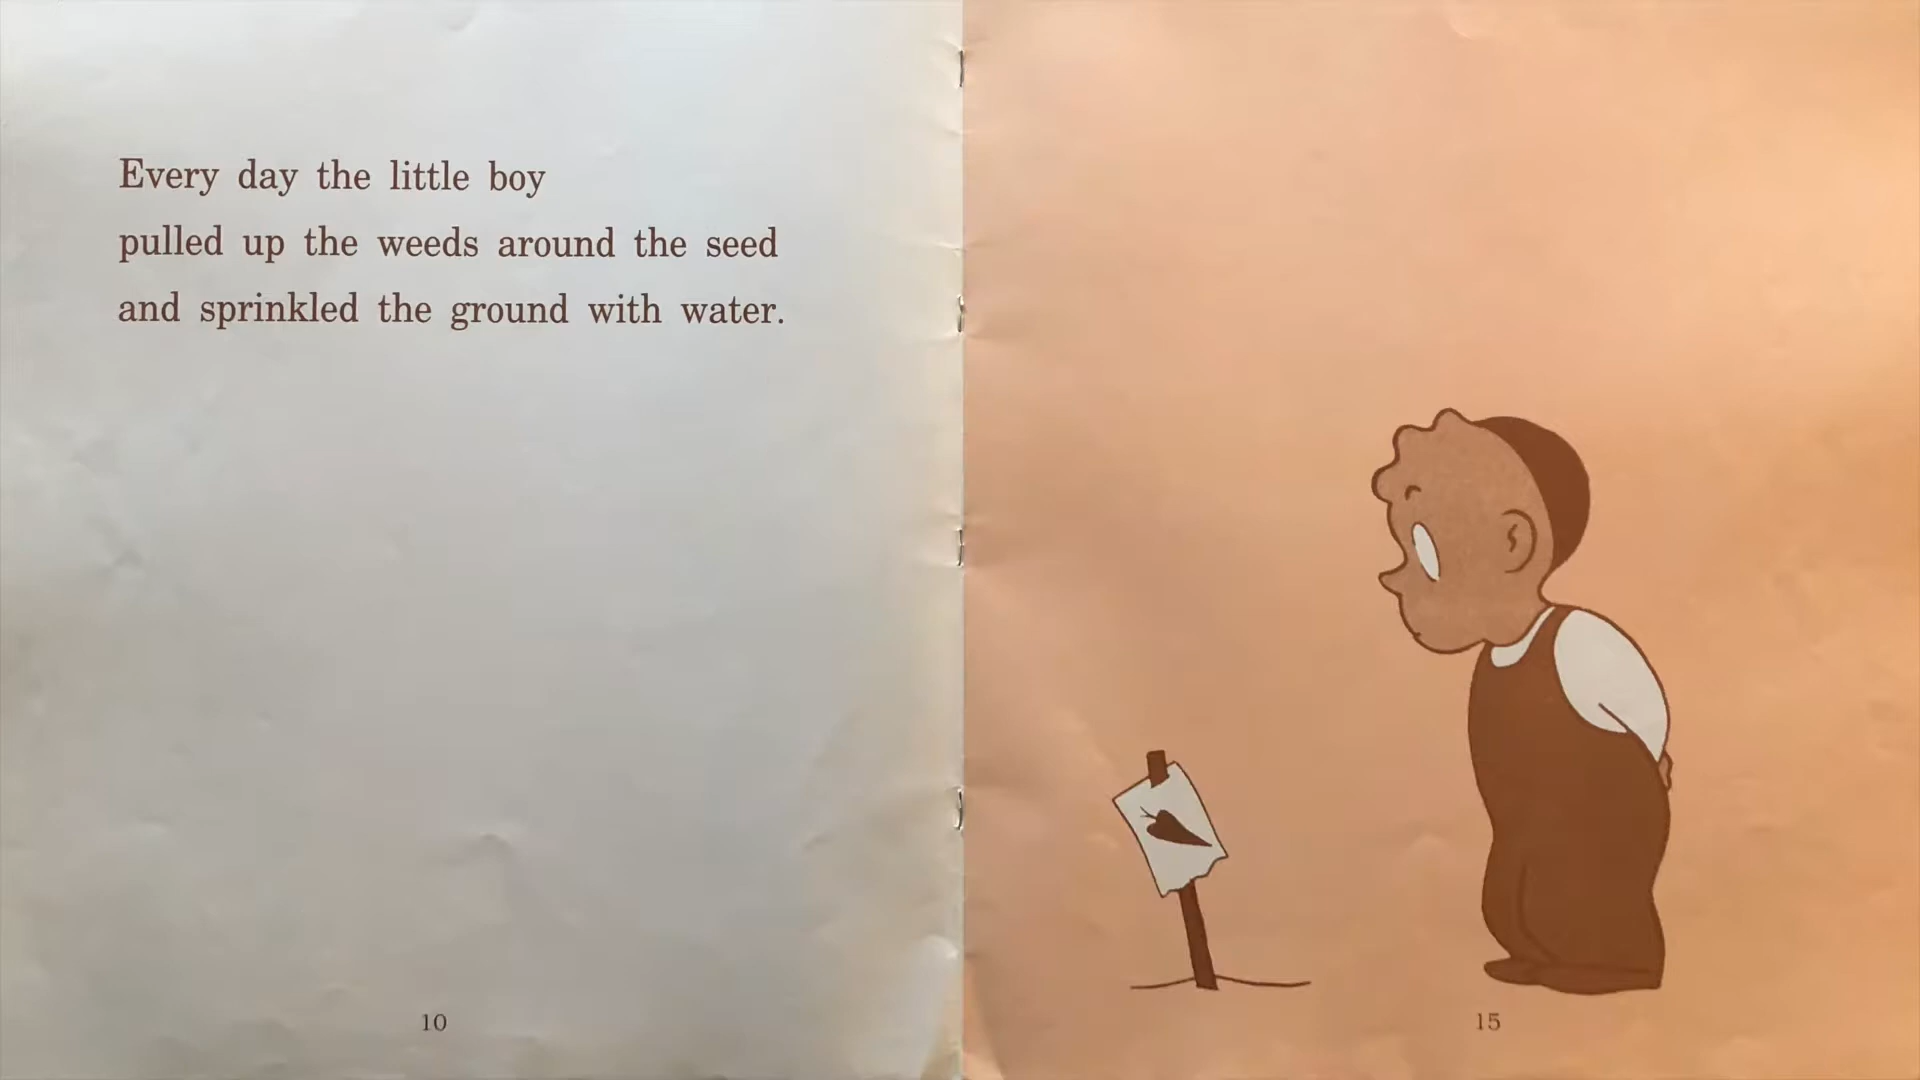 Every day the little boy
pulled up the weeds around the seed
and sprinkled the ground with water.
10
15